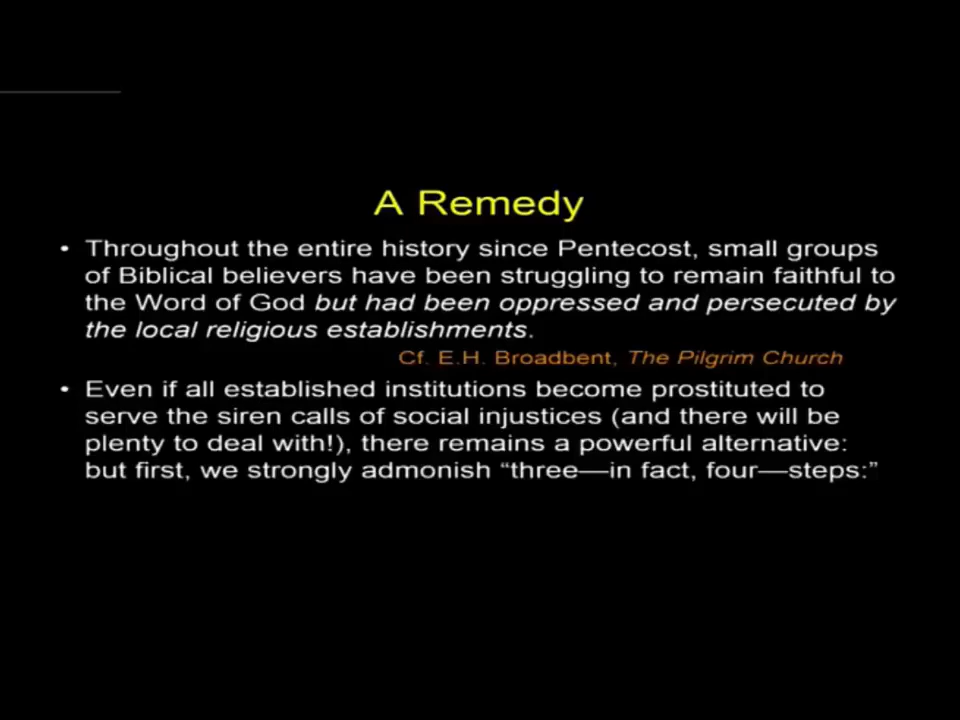 A Remedy
• Throughout the entire history since Pentecost, small groups
of Biblical believers have been struggling to remain faithful to
the Word of God but had been oppressed and persecuted by
the local religious establishments.
Cf. E.H. Broadbent, The Pilgrim Church
• Even if all established institutions become prostituted to
serve the siren calls of social injustices (and there will be
plenty to deal with!), there remains a powerful alternative:
but first, we strongly admonish “three—in fact, four—steps:”